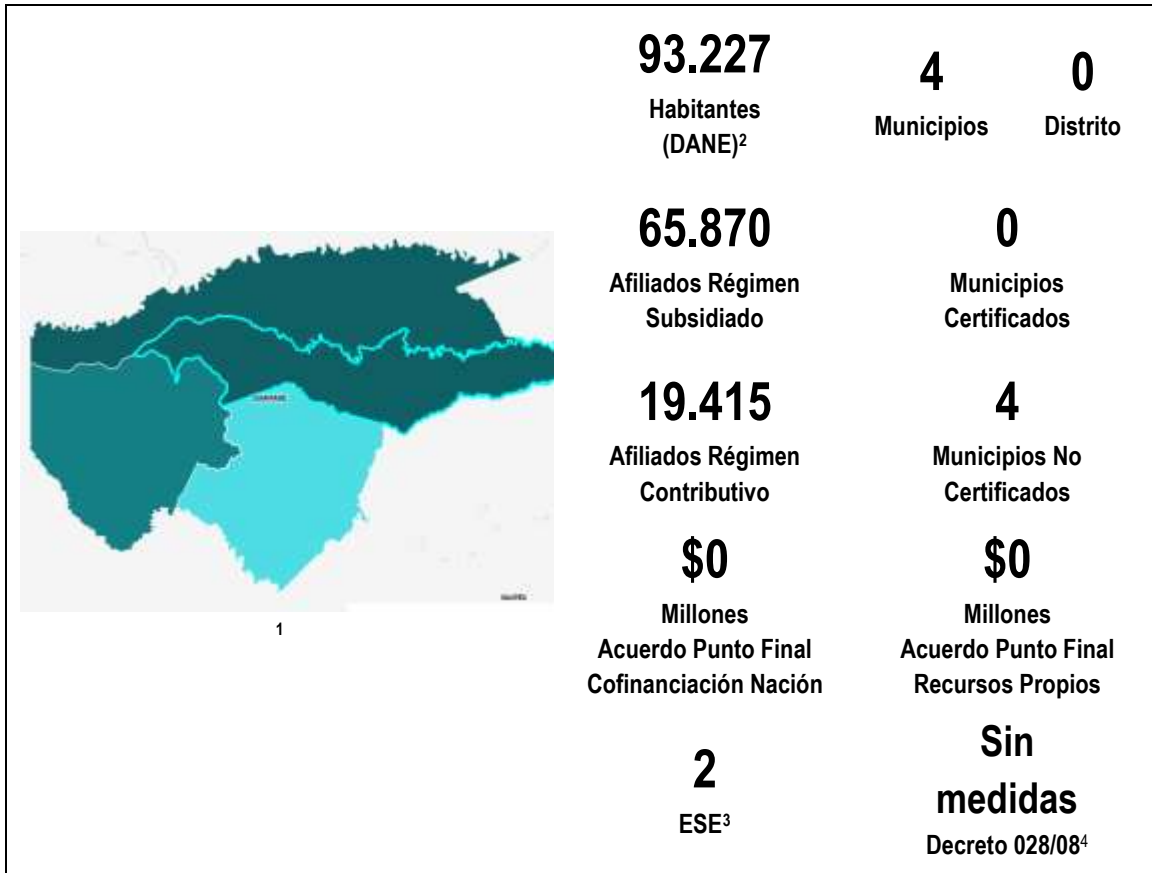 93.227
Habitantes
(DANE)²
4
Municipios
0
Distrito
65.870
Afiliados Régimen
Subsidiado
0
Municipios
Certificados
19.415
Afiliados Régimen
Contributivo
4
Municipios No
Certificados
$0
Millones
Acuerdo Punto Final
Cofinanciación Nación
$0
Millones
Acuerdo Punto Final
Recursos Propios
2
ESE³
Sin
medidas
Decreto 028/08⁴
1